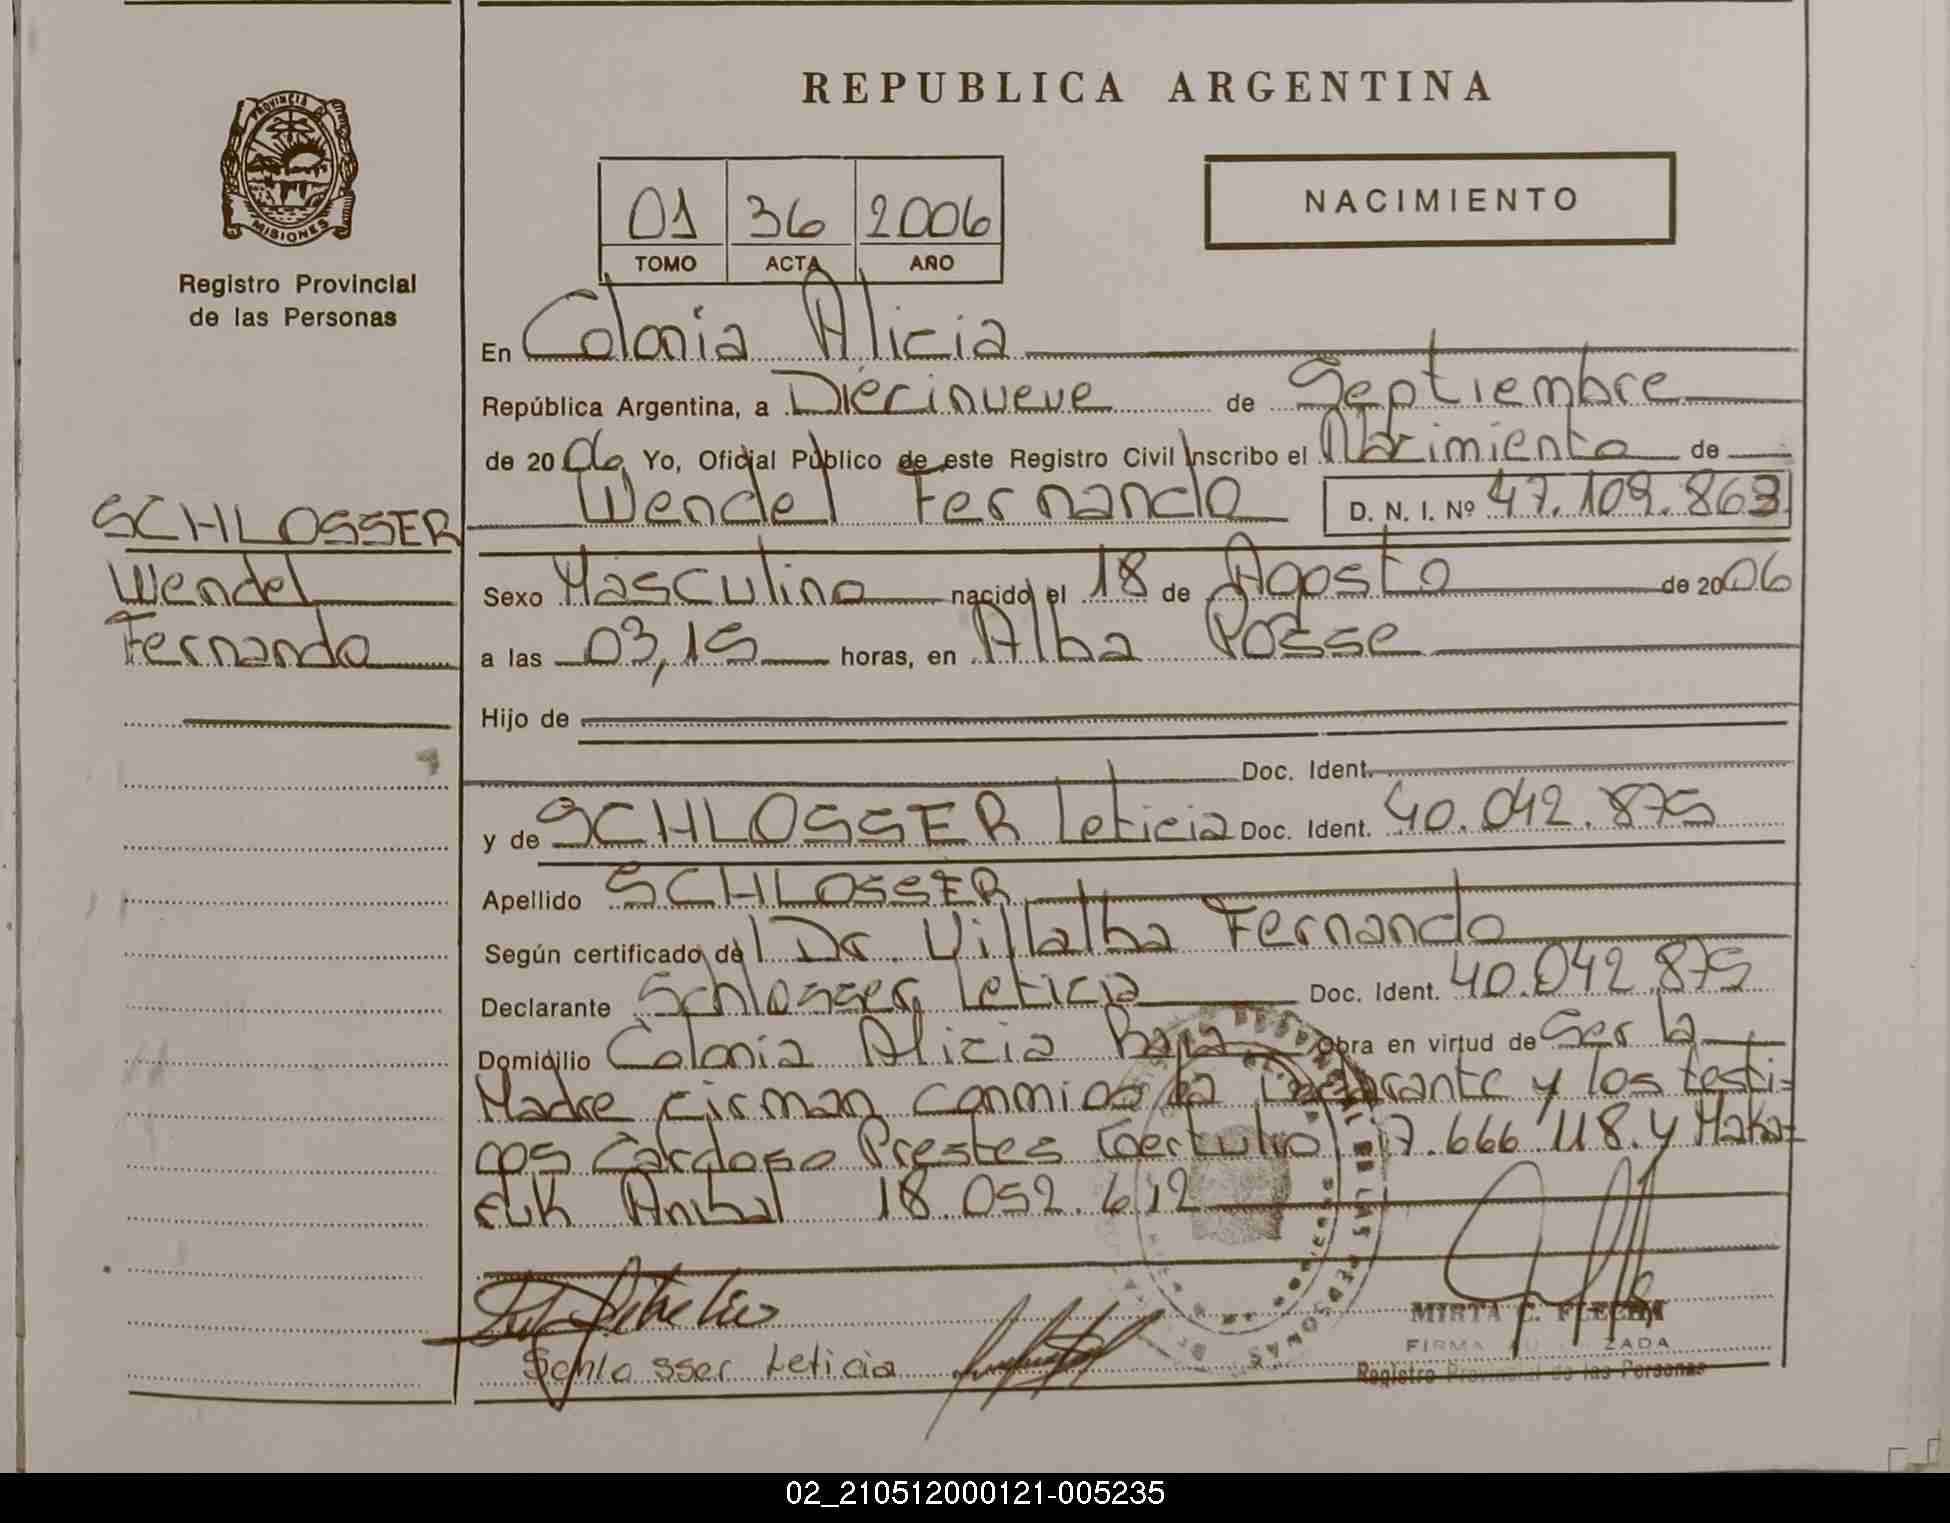 REPUBLICA ARGENTINA
PROVINCIA
MISIONES
Registro Provincial
de las Personas
NACIMIENTO
01 36 2006
TOMO ACTA AÑO
En Colonia Alicia
República Argentina, a Diecinueve de Septiembre
de 2006 Yo, Oficial Público de este Registro Civil Inscribo el Nacimiento de
Wendel Fernando D. N. I. Nº 47.109.863
SCHLOSSER
Wendel
Fernando
Sexo Masculino nacido el 18 de Agosto de 2006
a las 03,15 horas, en Alba Posse
Hijo de
Doc. Ident.
y de SCHLOSSER Leticia Doc. Ident. 40.042.875
Apellido SCHLOSSER
Según certificado del Dr. Villalba Fernando
Declarante Schlosser, Leticia Doc. Ident. 40.042.875
Domicilio Colonia Alicia Baja Obra en virtud de Ser la
Madre firman conmigo la y los testi=
gos Cardoso Prestes 17.666.118. y Maka=
ruk Anibal 18.052.612
Schlosser Leticia
MIRTA C. FLECHA
FIRMA
Registro Provincial de las Personas
02_210512000121-005235